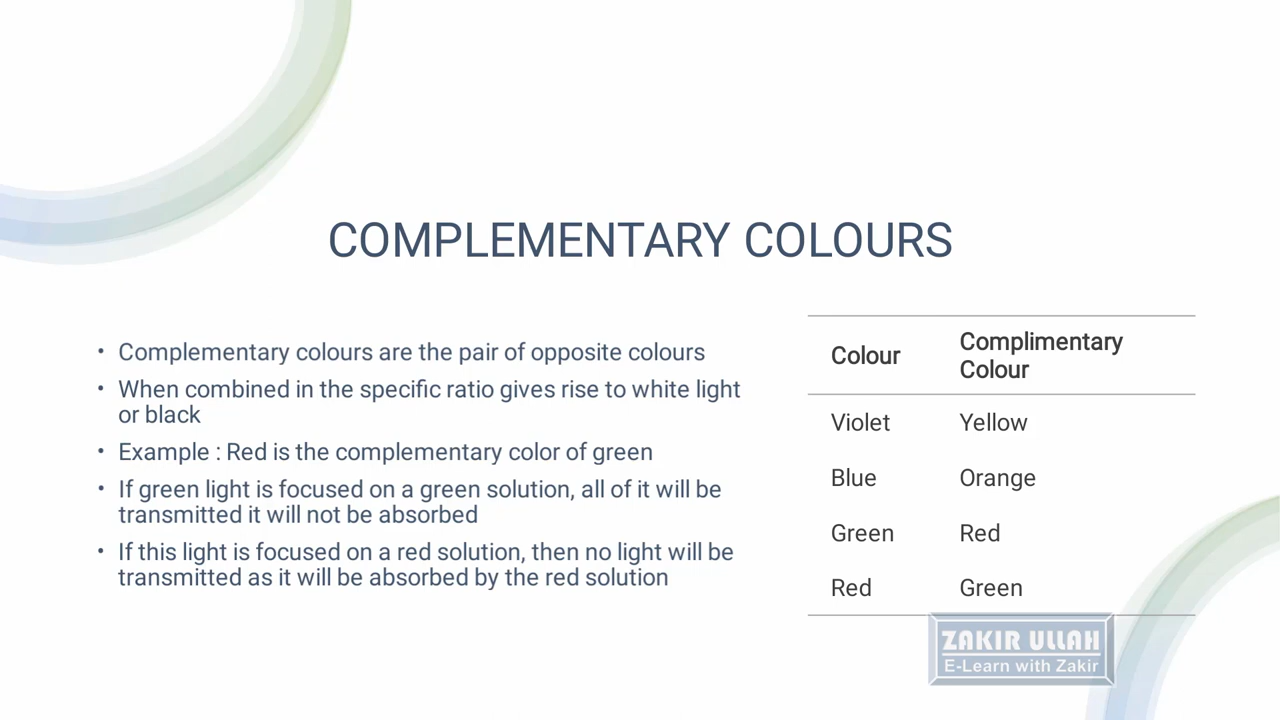 COMPLEMENTARY COLOURS
• Complementary colours are the pair of opposite colours
• When combined in the specific ratio gives rise to white light
or black
• Example : Red is the complementary color of green
• If green light is focused on a green solution, all of it will be
transmitted it will not be absorbed
• If this light is focused on a red solution, then no light will be
transmitted as it will be absorbed by the red solution
Colour Complimentary
Colour
Violet Yellow
Blue Orange
Green Red
Red Green
ZAKIR ULLAH
E-Learn with Zakir